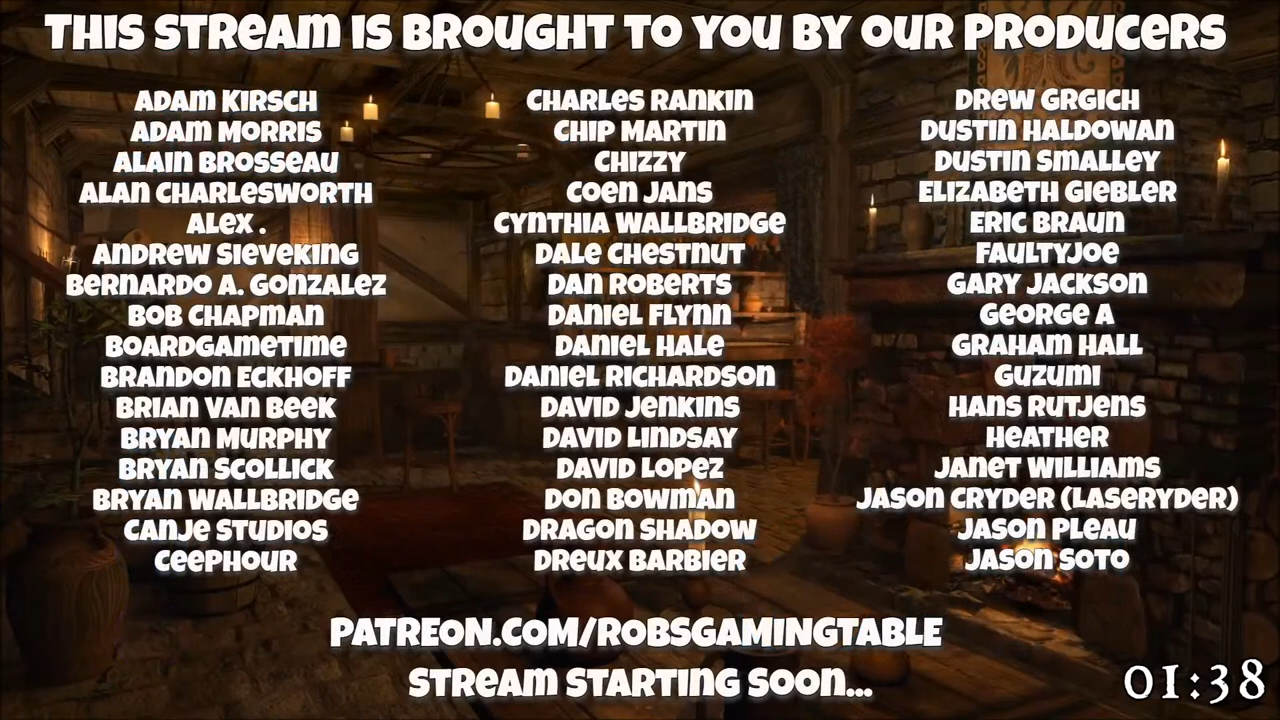 THIS STREAM IS BROUGHT TO YOU BY OUR PRODUCERS
ADAM KIRSCH
ADAM MORRIS
ALAIN BROSSEAU
ALAN CHARLESWORTH
ALEX .
ANDREW SIEVEKING
BERNARDO A. GONZALEZ
BOB CHAPMAN
BOARDGAMETIME
BRANDON ECKHOFF
BRIAN VAN BEEK
BRYAN MURPHY
BRYAN SCOLLICK
BRYAN WALLBRIDGE
CANJE STUDIOS
CEEPHOUR
CHARLES RANKIN
CHIP MARTIN
CHIZZY
COEN JANS
CYNTHIA WALLBRIDGE
DALE CHESTNUT
DAN ROBERTS
DANIEL FLYNN
DANIEL HALE
DANIEL RICHARDSON
DAVID JENKINS
DAVID LINDSAY
DAVID LOPEZ
DON BOWMAN
DRAGON SHADOW
DREUX BARBIER
DREW GRGICH
DUSTIN HALDOWAN
DUSTIN SMALLEY
ELIZABETH GIEBLER
ERIC BRAUN
FAULTYJOE
GARY JACKSON
GEORGE A
GRAHAM HALL
GUZUMI
HANS RUTJENS
HEATHER
JANET WILLIAMS
JASON CRYDER (LASERYDER)
JASON PLEAU
JASON SOTO
PATREON.COM/ROBSGAMINGTABLE
STREAM STARTING SOON...
01:38